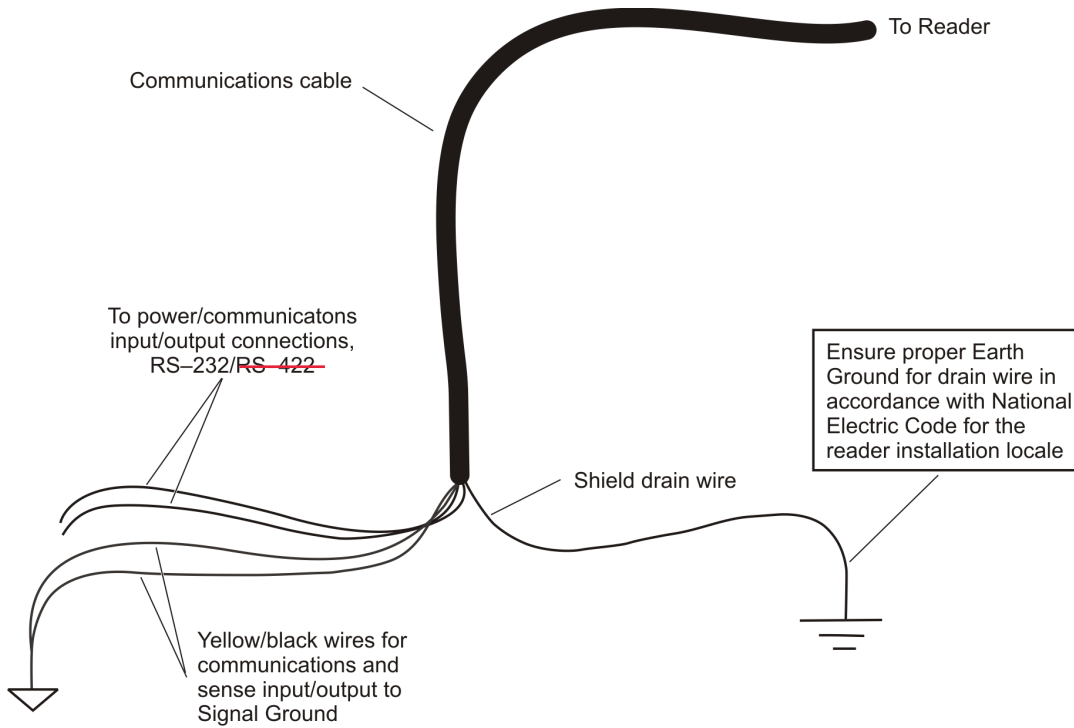 To Reader
Communications cable
To power/communicatons
input/output connections,
RS–232/RS–422
Ensure proper Earth
Ground for drain wire in
accordance with National
Electric Code for the
reader installation locale
Shield drain wire
Yellow/black wires for
communications and
sense input/output to
Signal Ground